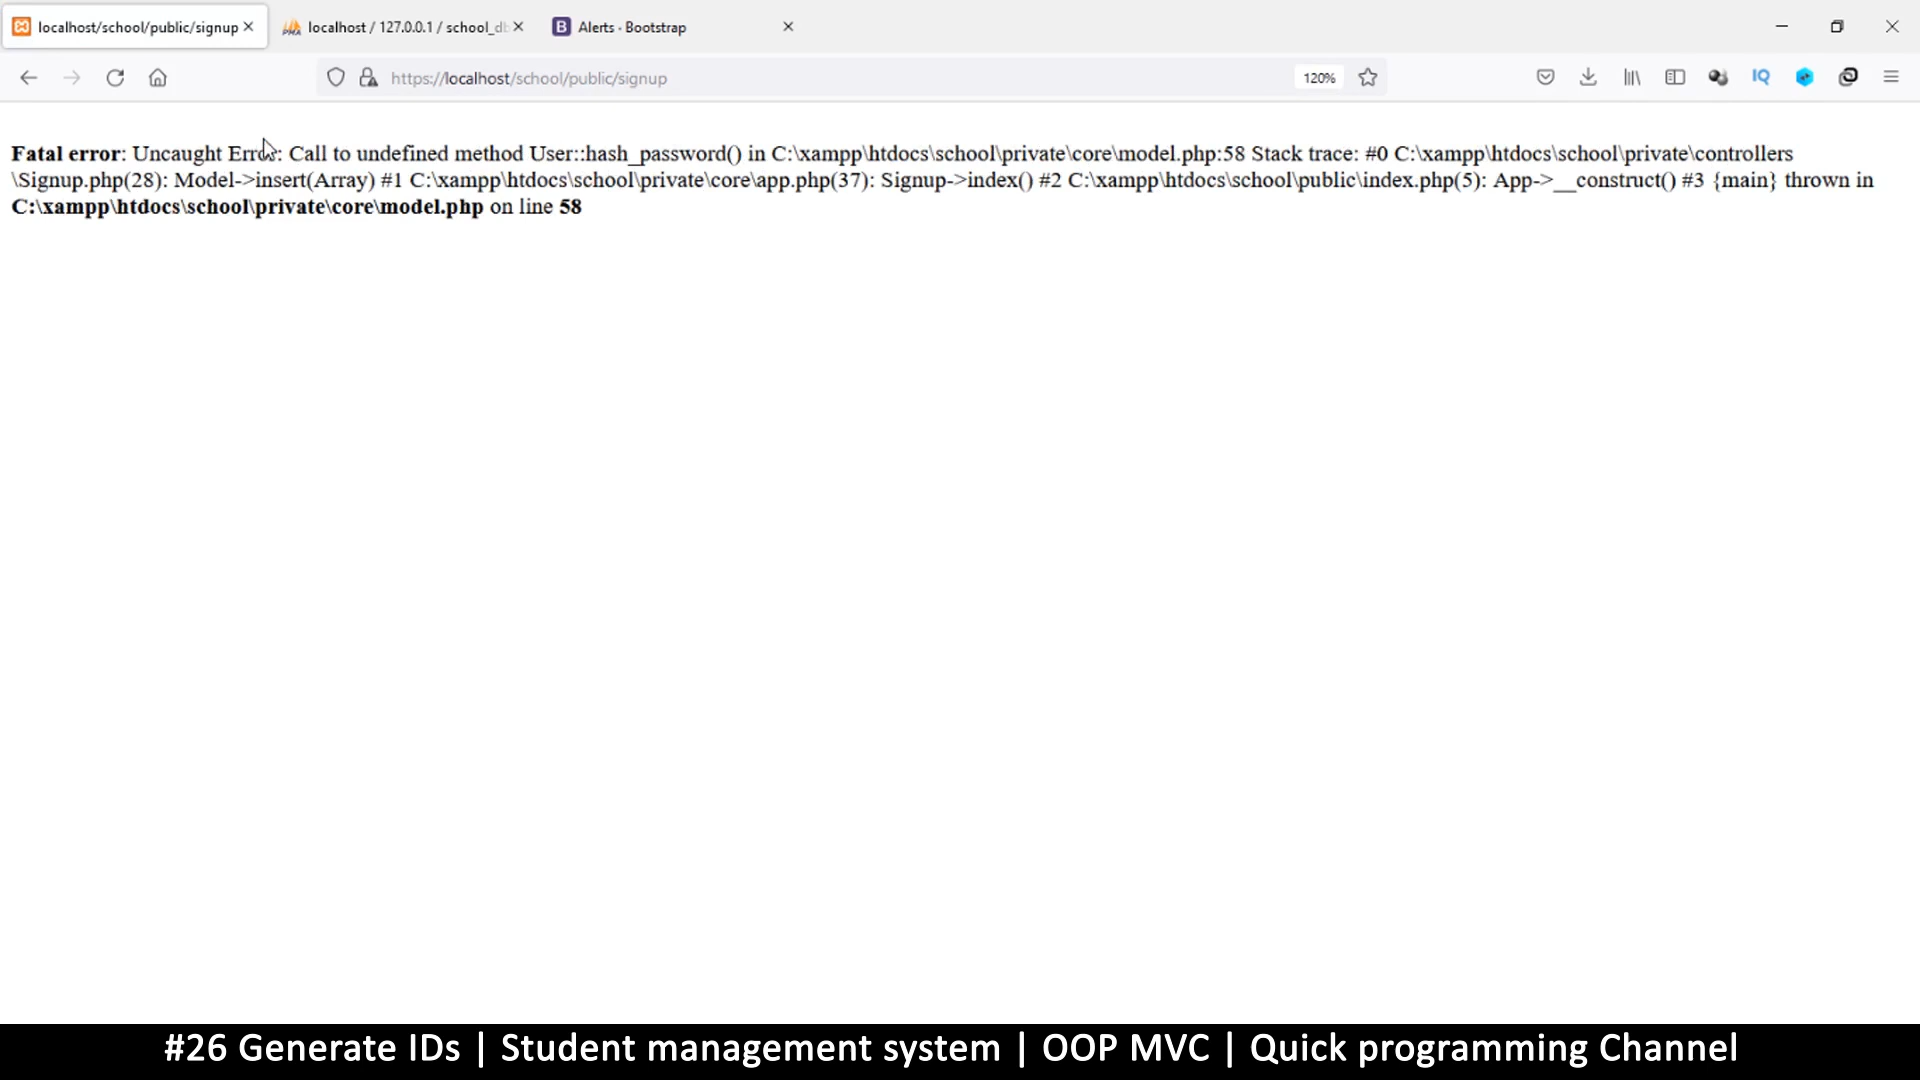 localhost/school/public/signup
localhost / 127.0.0.1 / school_db
Alerts · Bootstrap
https://localhost/school/public/signup
120%
IQ
Fatal error: Uncaught Error: Call to undefined method User::hash_password() in C:\xampp\htdocs\school\private\core\model.php:58 Stack trace: #0 C:\xampp\htdocs\school\private\controllers
\Signup.php(28): Model->insert(Array) #1 C:\xampp\htdocs\school\private\core\app.php(37): Signup->index() #2 C:\xampp\htdocs\school\public\index.php(5): App->__construct() #3 {main} thrown in
C:\xampp\htdocs\school\private\core\model.php on line 58
#26 Generate IDs | Student management system | OOP MVC | Quick programming Channel